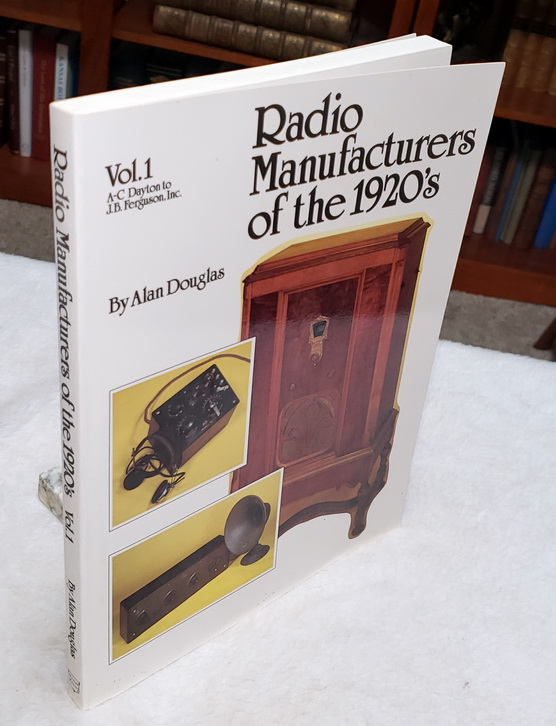 Radio
Manufacturers
of the 1920's
Vol.1
A-C Dayton to
J.B. Ferguson, Inc.
By Alan Douglas
Radio Manufacturers of the 1920's Vol.1 By Alan Douglas